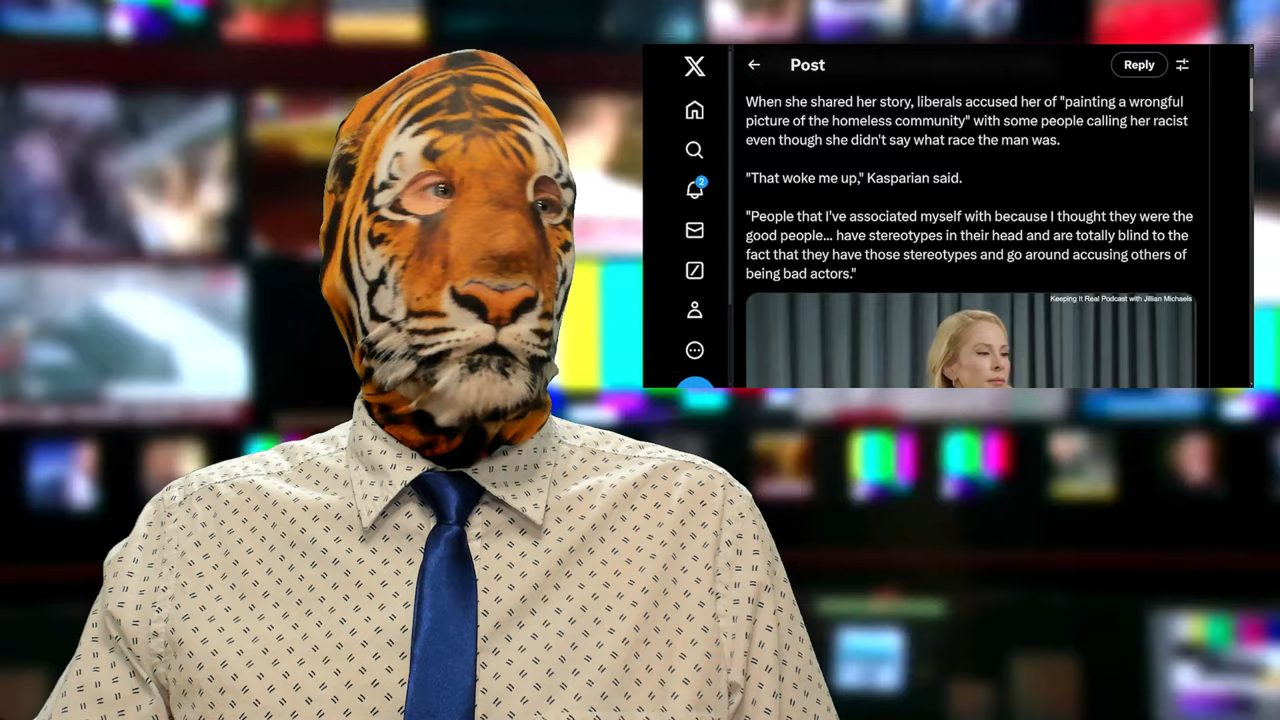 Post
Reply
2
When she shared her story, liberals accused her of "painting a wrongful
picture of the homeless community" with some people calling her racist
even though she didn't say what race the man was.
"That woke me up," Kasparian said.
"People that I've associated myself with because I thought they were the
good people... have stereotypes in their head and are totally blind to the
fact that they have those stereotypes and go around accusing others of
being bad actors."
Keeping It Real Podcast with Jillian Michaels